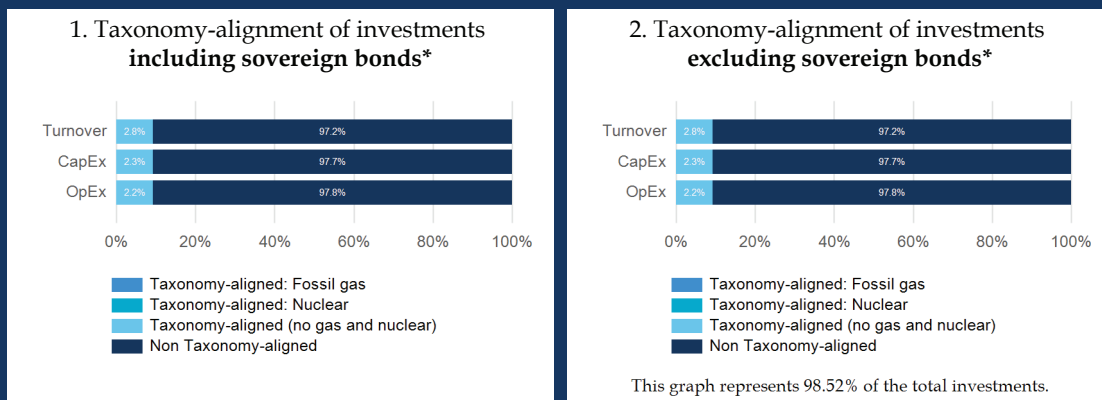 1. Taxonomy-alignment of investments
including sovereign bonds*
Turnover 2.8% 97.2%
CapEx 2.3% 97.7%
OpEx 2.2% 97.8%
0% 20% 40% 60% 80% 100%
Taxonomy-aligned: Fossil gas
Taxonomy-aligned: Nuclear
Taxonomy-aligned (no gas and nuclear)
Non Taxonomy-aligned
2. Taxonomy-alignment of investments
excluding sovereign bonds*
Turnover 2.8% 97.2%
CapEx 2.3% 97.7%
OpEx 2.2% 97.8%
0% 20% 40% 60% 80% 100%
Taxonomy-aligned: Fossil gas
Taxonomy-aligned: Nuclear
Taxonomy-aligned (no gas and nuclear)
Non Taxonomy-aligned
This graph represents 98.52% of the total investments.